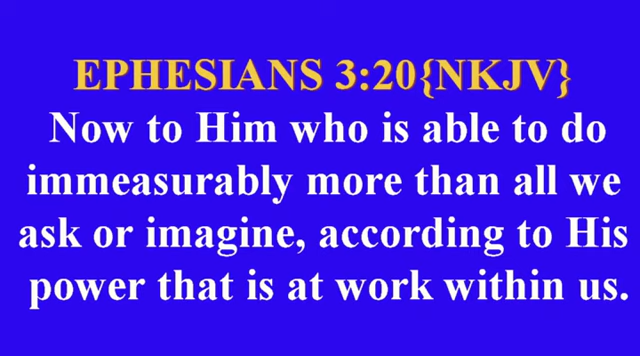 EPHESIANS 3:20{NKJV}
Now to Him who is able to do
immeasurably more than all we
ask or imagine, according to His
power that is at work within us.